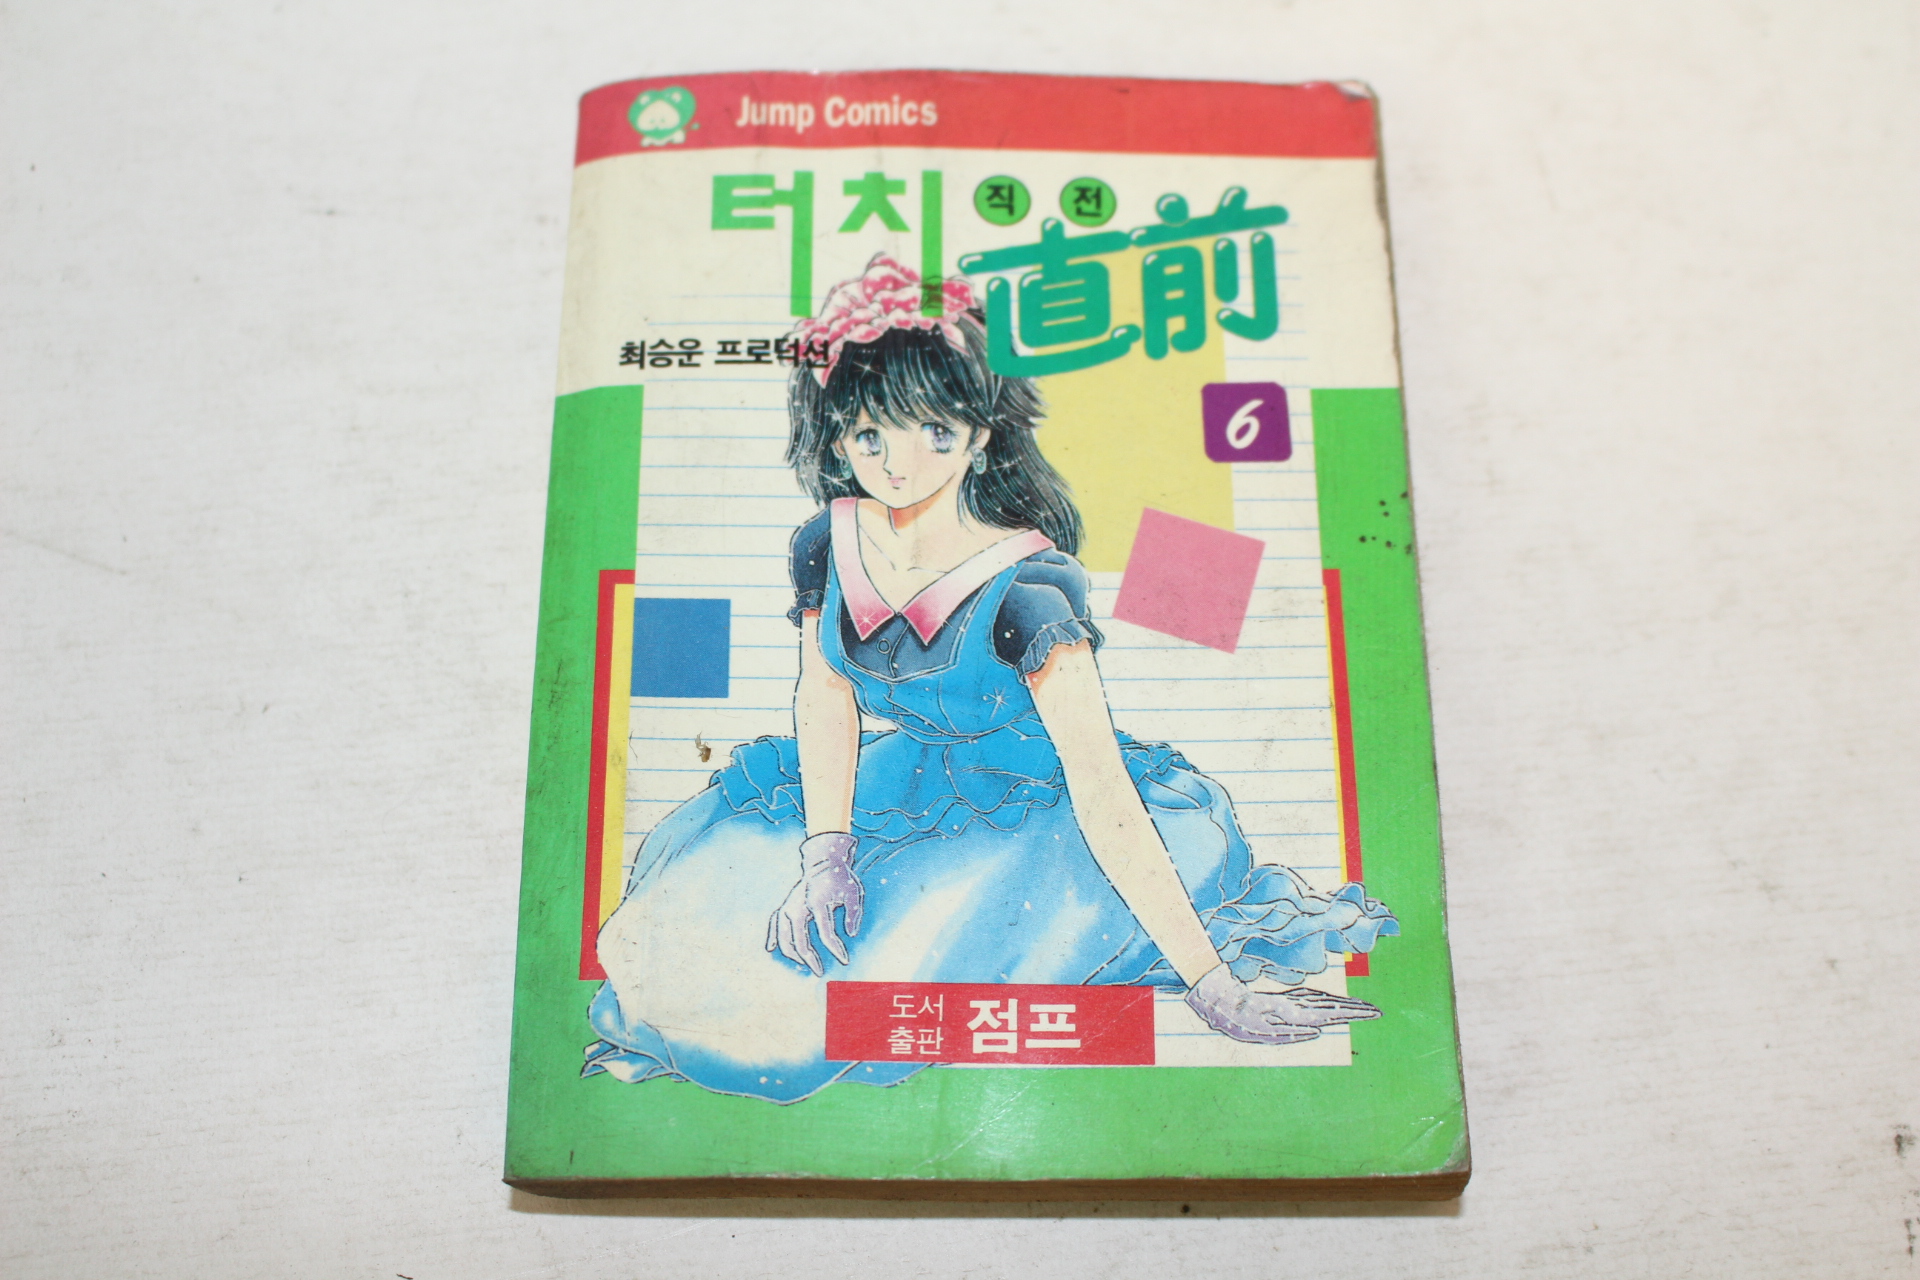 Jump Comics
터치 직전
直前
최승운 프로덕션
6
도서
출판 점프